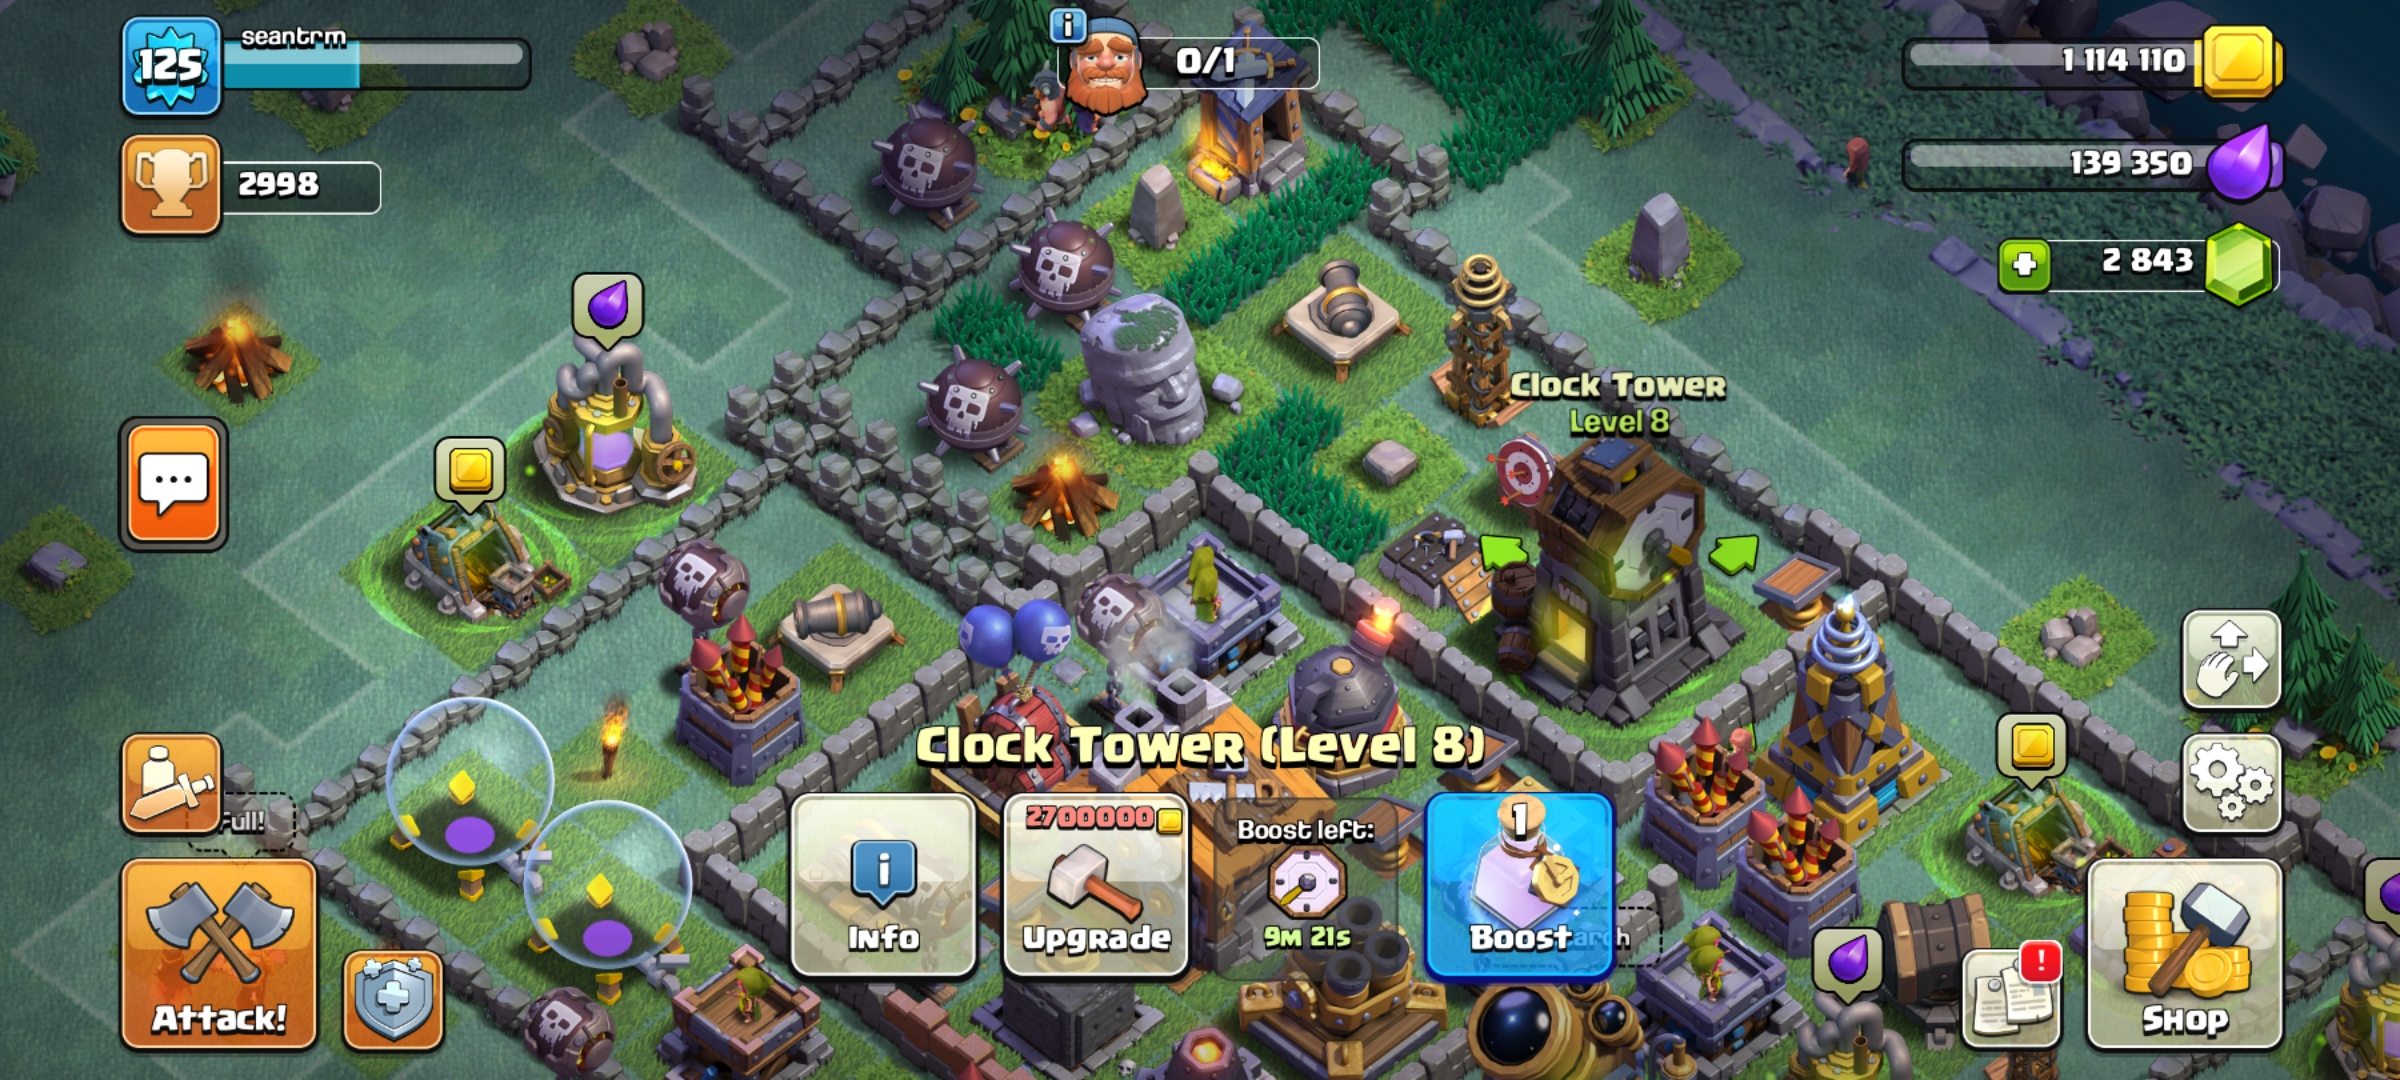 125
seantrm
0/1
1 114 110
2998
139 350
2 843
Clock Tower
Level 8
VIII
Clock Tower (Level 8)
Full!
2700000
Boost left:
1
Info
Upgrade
9m 21s
Boost
!
Attack!
Shop